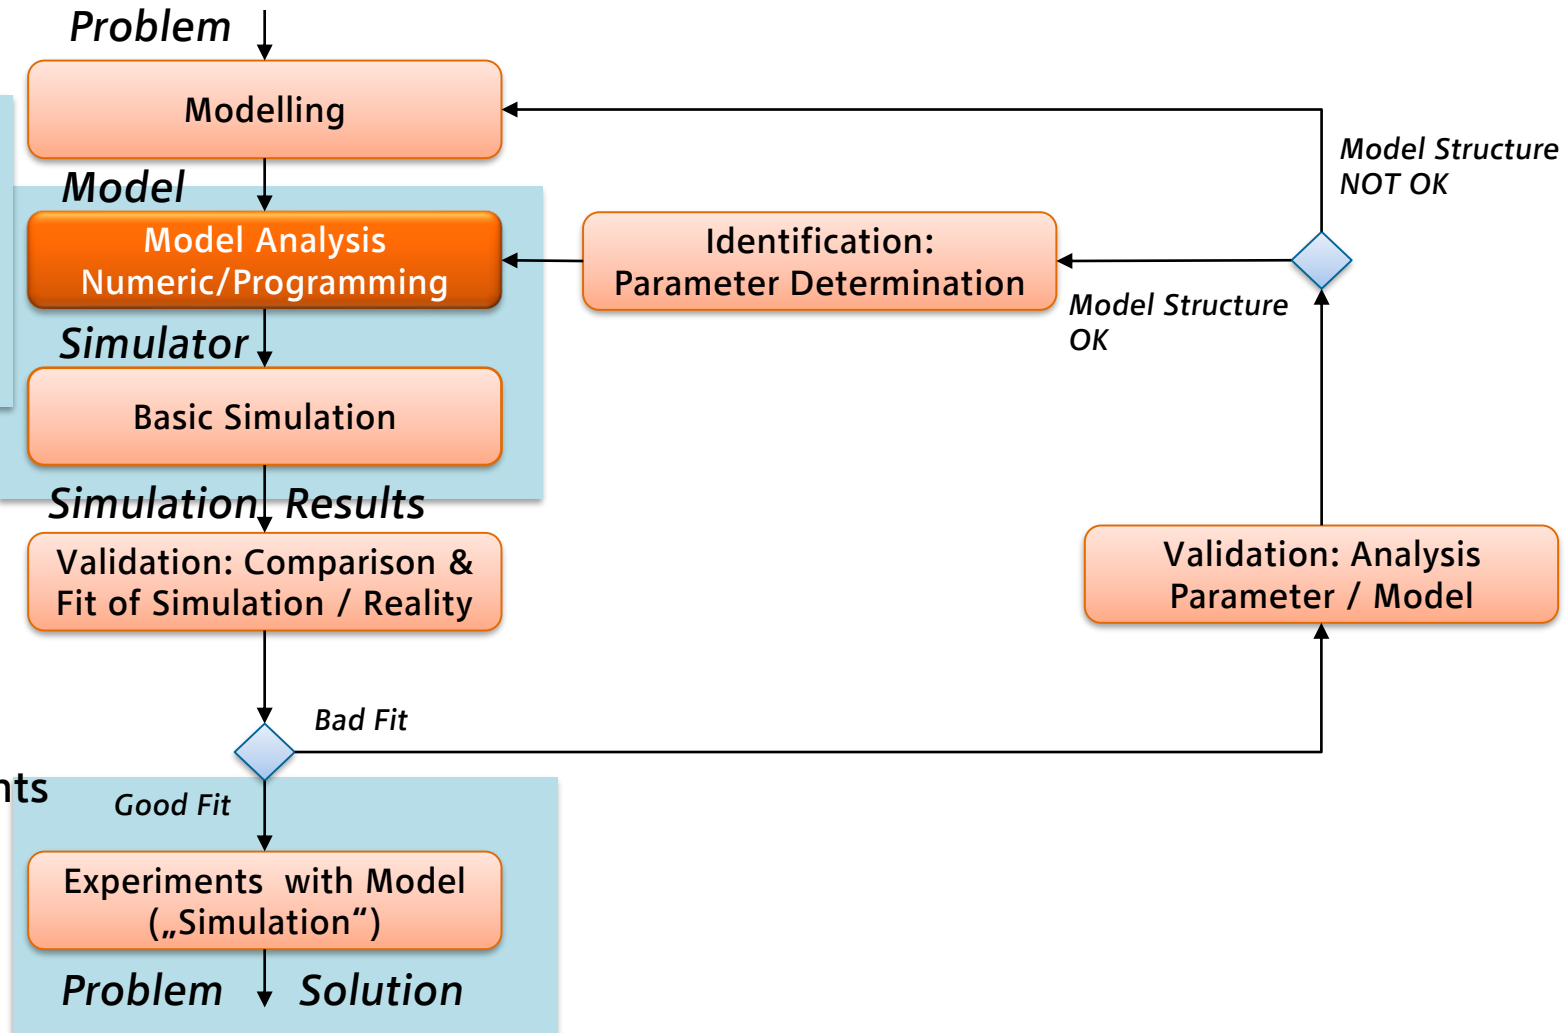 Problem
Modelling
Model Structure
NOT OK
Model
Model Analysis
Numeric/Programming
Identification:
Parameter Determination
Model Structure
OK
Simulator
Basic Simulation
Simulation Results
Validation: Comparison &
Fit of Simulation / Reality
Validation: Analysis
Parameter / Model
Bad Fit
nts
Good Fit
Experiments with Model
(„Simulation“)
Problem Solution